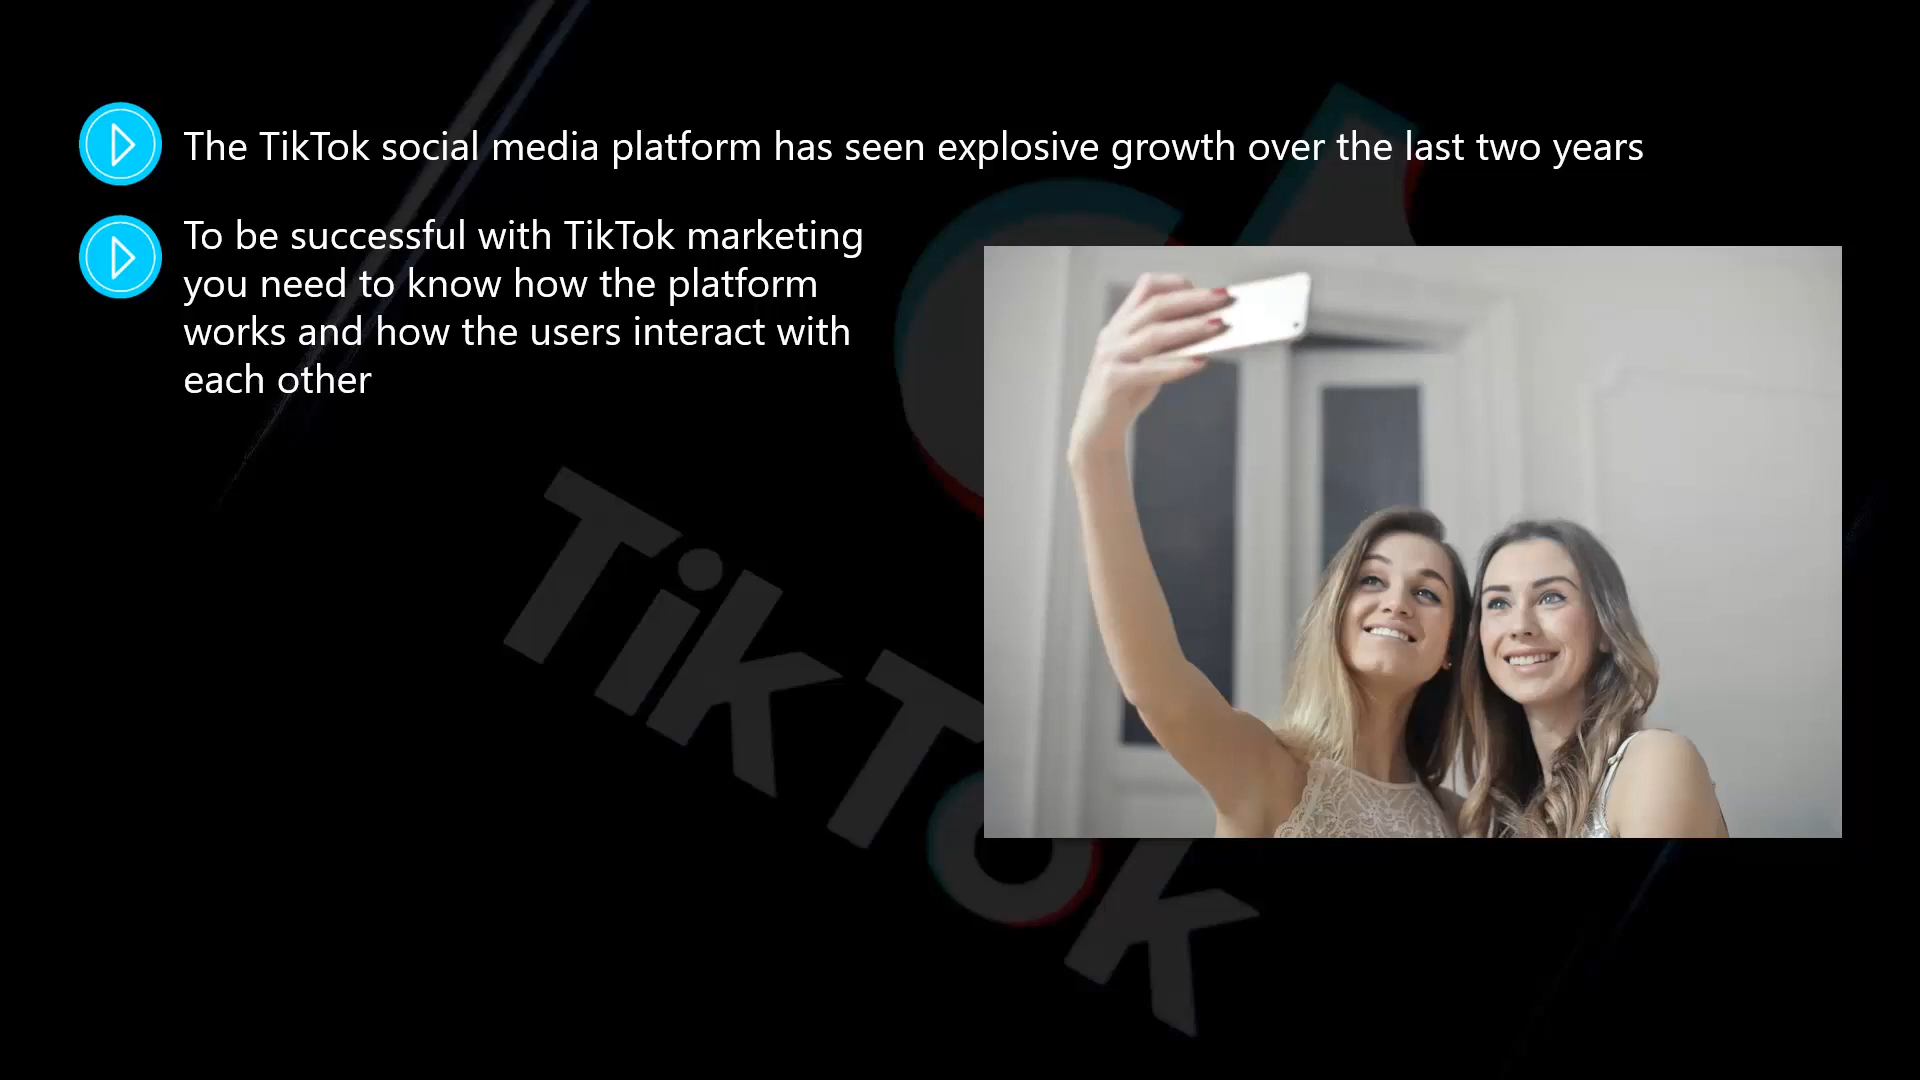 The TikTok social media platform has seen explosive growth over the last two years
To be successful with TikTok marketing
you need to know how the platform
works and how the users interact with
each other
TikTok